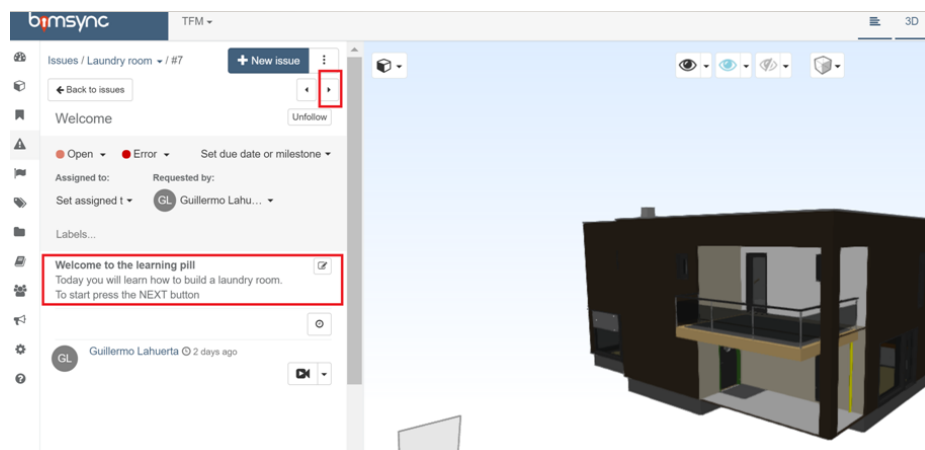 bimsync
TFM
3D
Issues / Laundry room / #7
New issue
Back to issues
Welcome
Unfollow
Open
Error
Set due date or milestone
Assigned to:
Requested by:
Set assigned t
GL
Guillermo Lahu...
Labels...
Welcome to the learning pill
Today you will learn how to build a laundry room.
To start press the NEXT button
GL
Guillermo Lahuerta 2 days ago